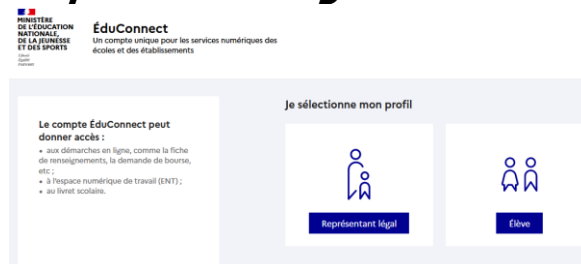 MINISTÈRE
DE L'ÉDUCATION
NATIONALE,
DE LA JEUNESSE
ET DES SPORTS
Liberté
Égalité
Fraternité
ÉduConnect
Un compte unique pour les services numériques des
écoles et des établissements
Je sélectionne mon profil
Le compte ÉduConnect peut
donner accès :
• aux démarches en ligne, comme la fiche
de renseignements, la demande de bourse,
etc ;
• à l'espace numérique de travail (ENT) ;
• au livret scolaire.
Représentant légal
Élève